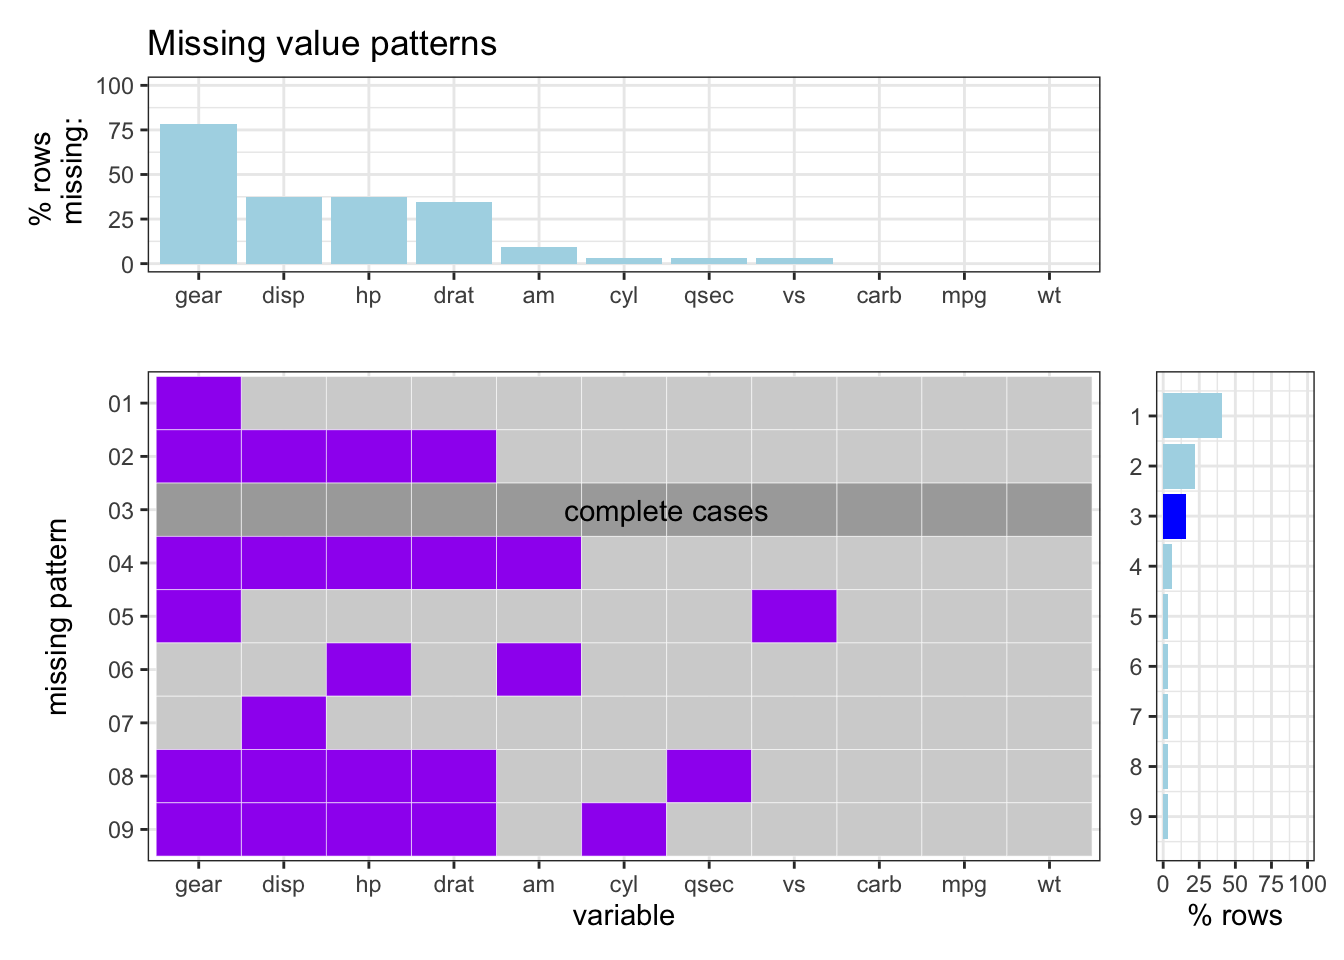 Missing value patterns
% rows
missing:
100
75
50
25
0
gear disp hp drat am cyl qsec vs carb mpg wt
missing pattern
01
02
03
04
05
06
07
08
09
complete cases
gear disp hp drat am cyl qsec vs carb mpg wt
variable
1
2
3
4
5
6
7
8
9
0 25 50 75 100
% rows